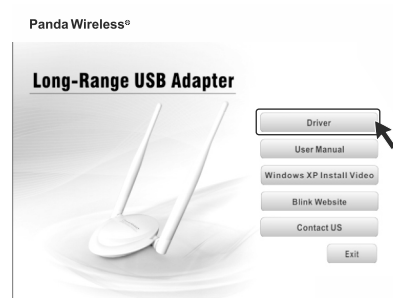 Panda Wireless®
Long-Range USB Adapter
Driver
User Manual
Windows XP Install Video
Blink Website
Contact US
Exit